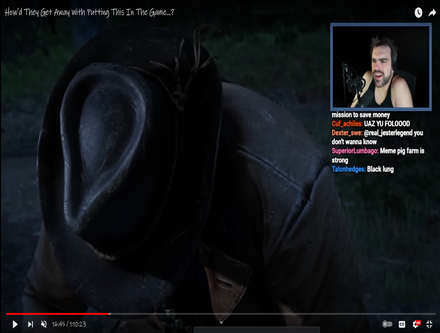 How'd They Get Away With Putting This In The Game...?
mission to save money
Cuf_achiles: UAZ YU FOLOOOD
Dexter_swe: @real_jesterlegend you
don't wanna know
SuperiorLumbago: Meme pig farm is
strong
Talonhedges: Black lung
16:45 / 1:10:23